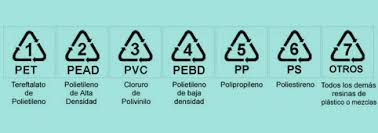 1 2 3 4 5 6 7
PET PEAD PVC PEBD PP PS OTROS
Tereftalato de Polietileno
Polietileno de Alta Densidad
Cloruro de Polivinilo
Polietileno de baja densidad
Polipropileno
Poliestireno
Todos los demás resinas de plástico o mezclas